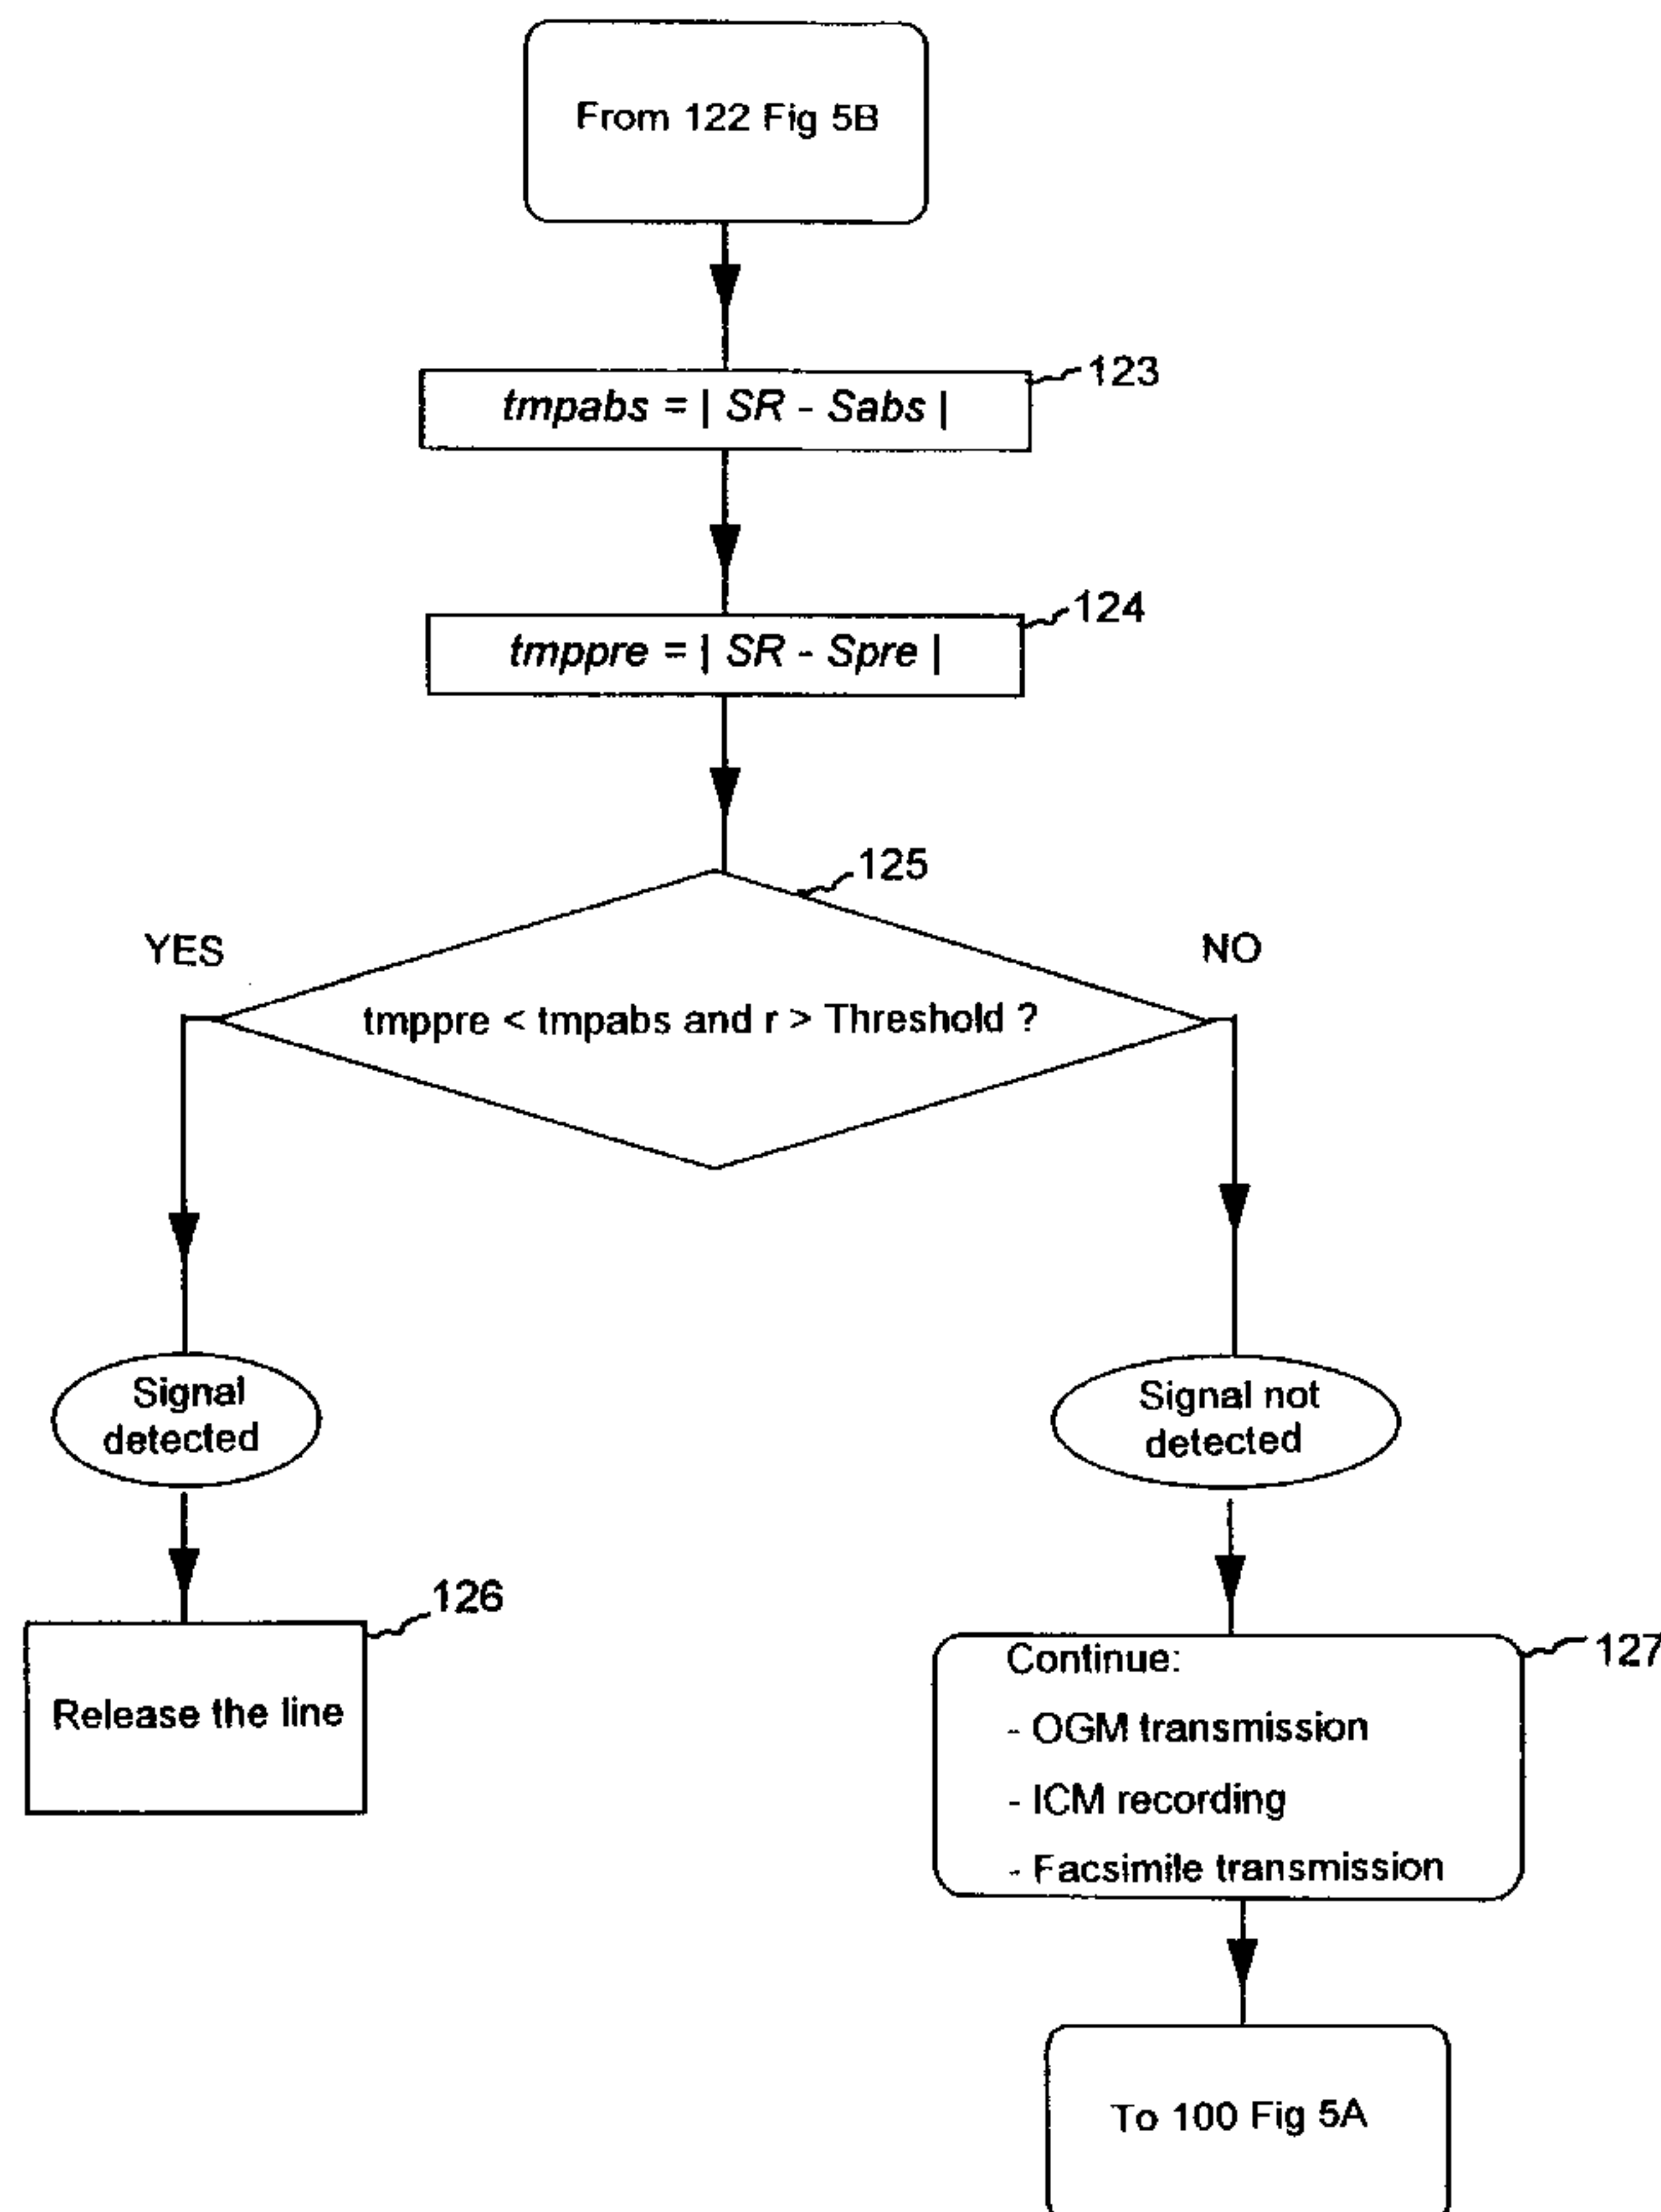 From 122 Fig 5B
123
tmpabs = | SR - Sabs |
124
tmppre = | SR - Spre |
125
YES
NO
tmppre < tmpabs and r > Threshold ?
Signal
detected
Signal not
detected
126
Release the line
127
Continue:
- OGM transmission
- ICM recording
- Facsimile transmission
To 100 Fig 5A